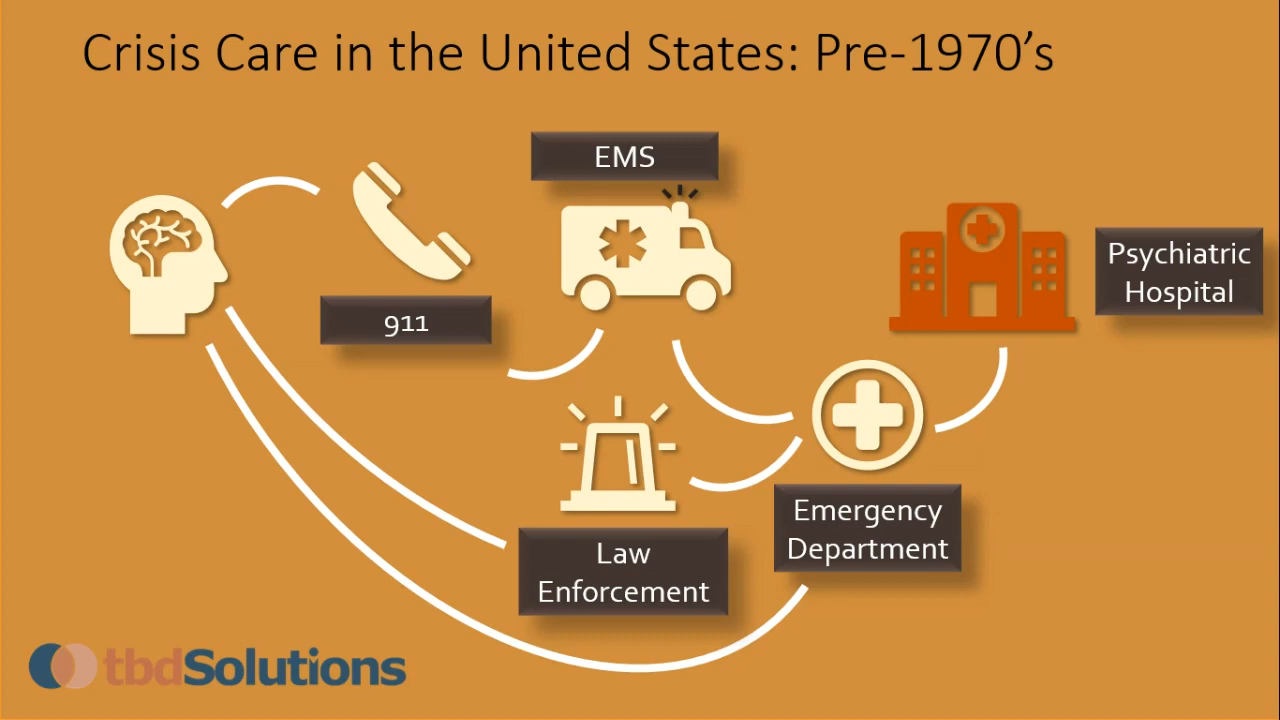 Crisis Care in the United States: Pre-1970’s
EMS
911
Psychiatric
Hospital
Law
Enforcement
Emergency
Department
tbdSolutions